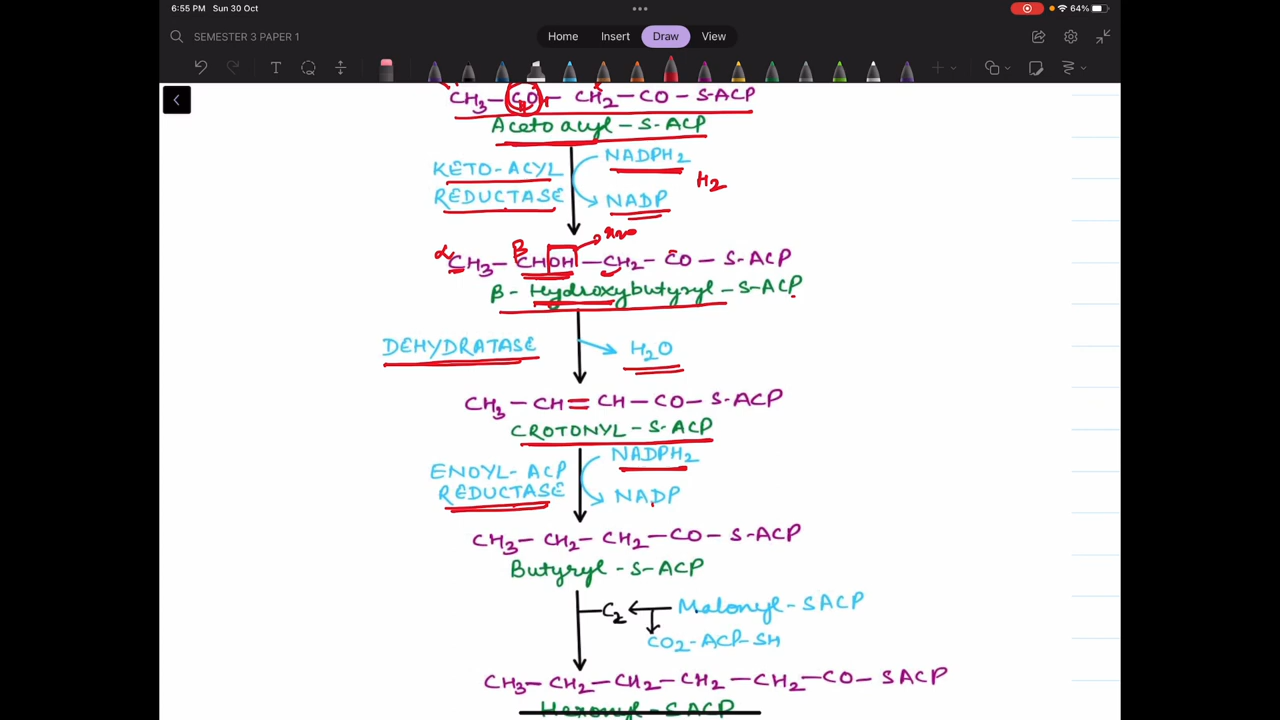 6:55 PM Sun 30 Oct
64%
SEMESTER 3 PAPER 1
Home Insert Draw View
CH3 — CO — CH2 — CO — S-ACP
Aceto acyl - S-ACP
KETO-ACYL
REDUCTASE
NADPH2
H2
NADP
α β H2O
CH3 — CHOH — CH2 — CO — S-ACP
β - Hydroxybutyryl - S-ACP
DEHYDRATASE
H2O
CH3 — CH = CH — CO — S-ACP
CROTONYL - S-ACP
ENOYL-ACP
REDUCTASE
NADPH2
NADP
CH3 — CH2 — CH2 — CO — S-ACP
Butyryl - S-ACP
C2 ← Malonyl - SACP
CO2-ACP-SH
CH3 — CH2 — CH2 — CH2 — CH2 — CO — SACP
Hexonyl - SACP